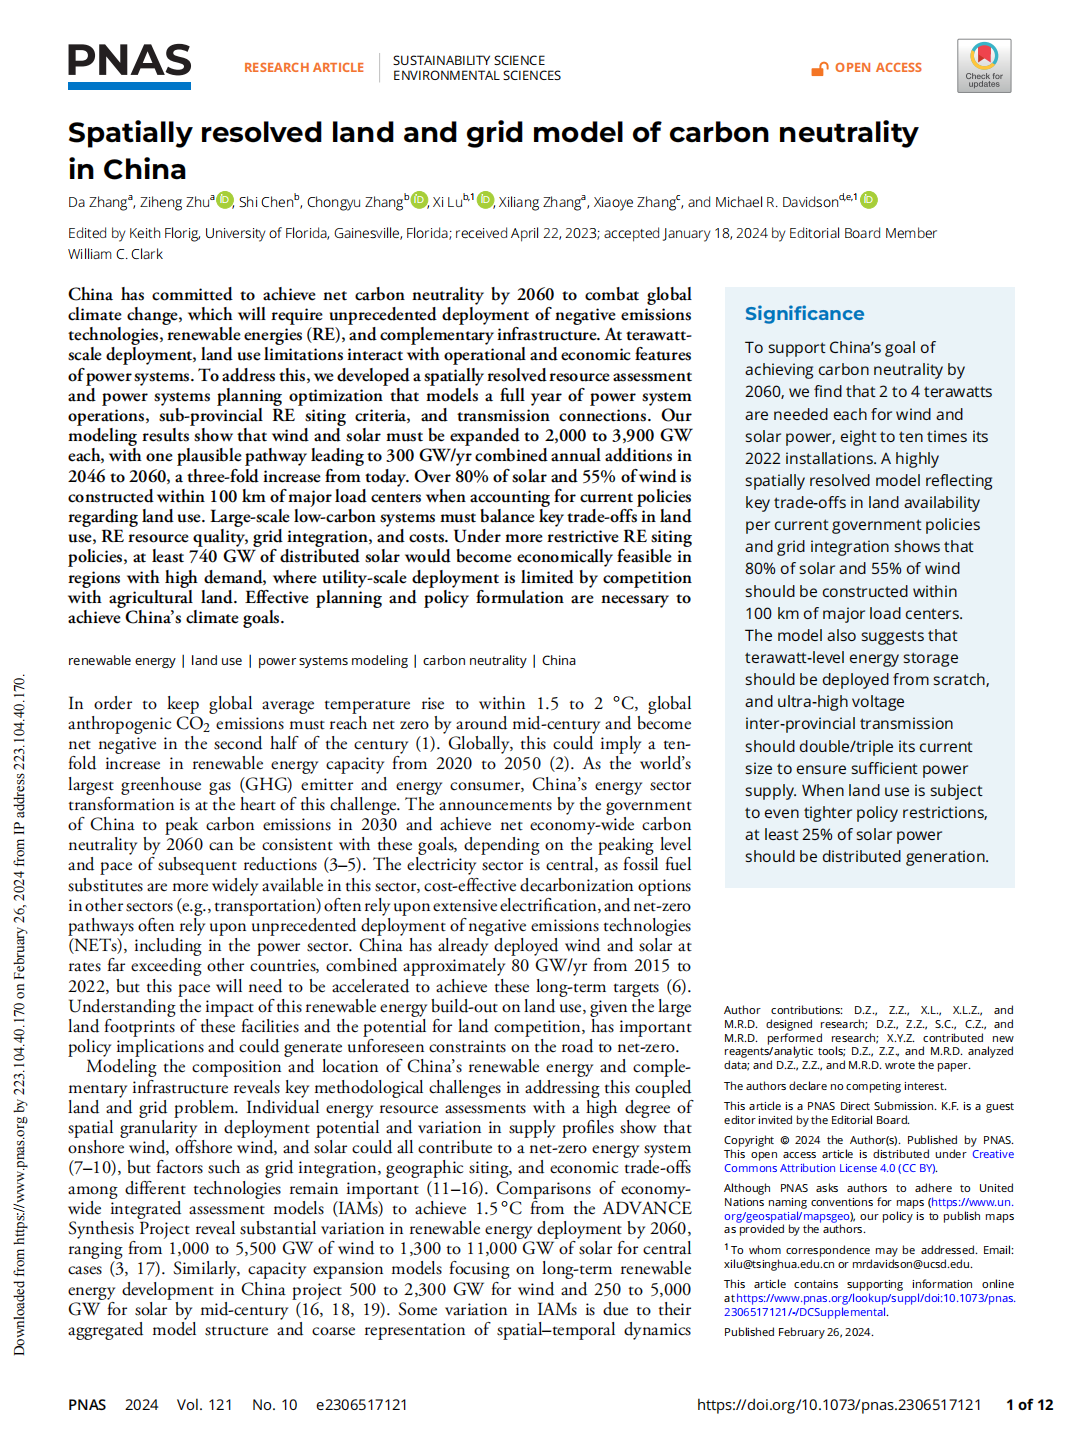 PNAS
RESEARCH ARTICLE
SUSTAINABILITY SCIENCE
ENVIRONMENTAL SCIENCES
OPEN ACCESS
Check for
updates
Spatially resolved land and grid model of carbon neutrality
in China
Da Zhangᵃ, Ziheng Zhuᵃ iD, Shi Chenᵇ, Chongyu Zhangᵇ iD, Xi Luᵇ,¹ iD, Xiliang Zhangᵃ, Xiaoye Zhangᶜ, and Michael R. Davidsonᵈ,ᵉ,¹ iD
Edited by Keith Florig, University of Florida, Gainesville, Florida; received April 22, 2023; accepted January 18, 2024 by Editorial Board Member
William C. Clark
China has committed to achieve net carbon neutrality by 2060 to combat global
climate change, which will require unprecedented deployment of negative emissions
technologies, renewable energies (RE), and complementary infrastructure. At terawatt-
scale deployment, land use limitations interact with operational and economic features
of power systems. To address this, we developed a spatially resolved resource assessment
and power systems planning optimization that models a full year of power system
operations, sub-provincial RE siting criteria, and transmission connections. Our
modeling results show that wind and solar must be expanded to 2,000 to 3,900 GW
each, with one plausible pathway leading to 300 GW/yr combined annual additions in
2046 to 2060, a three-fold increase from today. Over 80% of solar and 55% of wind is
constructed within 100 km of major load centers when accounting for current policies
regarding land use. Large-scale low-carbon systems must balance key trade-offs in land
use, RE resource quality, grid integration, and costs. Under more restrictive RE siting
policies, at least 740 GW of distributed solar would become economically feasible in
regions with high demand, where utility-scale deployment is limited by competition
with agricultural land. Effective planning and policy formulation are necessary to
achieve China's climate goals.
renewable energy | land use | power systems modeling | carbon neutrality | China
In order to keep global average temperature rise to within 1.5 to 2 °C, global
anthropogenic CO₂ emissions must reach net zero by around mid-century and become
net negative in the second half of the century (1). Globally, this could imply a ten-
fold increase in renewable energy capacity from 2020 to 2050 (2). As the world's
largest greenhouse gas (GHG) emitter and energy consumer, China's energy sector
transformation is at the heart of this challenge. The announcements by the government
of China to peak carbon emissions in 2030 and achieve net economy-wide carbon
neutrality by 2060 can be consistent with these goals, depending on the peaking level
and pace of subsequent reductions (3–5). The electricity sector is central, as fossil fuel
substitutes are more widely available in this sector, cost-effective decarbonization options
in other sectors (e.g., transportation) often rely upon extensive electrification, and net-zero
pathways often rely upon unprecedented deployment of negative emissions technologies
(NETs), including in the power sector. China has already deployed wind and solar at
rates far exceeding other countries, combined approximately 80 GW/yr from 2015 to
2022, but this pace will need to be accelerated to achieve these long-term targets (6).
Understanding the impact of this renewable energy build-out on land use, given the large
land footprints of these facilities and the potential for land competition, has important
policy implications and could generate unforeseen constraints on the road to net-zero.
Modeling the composition and location of China's renewable energy and comple-
mentary infrastructure reveals key methodological challenges in addressing this coupled
land and grid problem. Individual energy resource assessments with a high degree of
spatial granularity in deployment potential and variation in supply profiles show that
onshore wind, offshore wind, and solar could all contribute to a net-zero energy system
(7–10), but factors such as grid integration, geographic siting, and economic trade-offs
among different technologies remain important (11–16). Comparisons of economy-
wide integrated assessment models (IAMs) to achieve 1.5 °C from the ADVANCE
Synthesis Project reveal substantial variation in renewable energy deployment by 2060,
ranging from 1,000 to 5,500 GW of wind to 1,300 to 11,000 GW of solar for central
cases (3, 17). Similarly, capacity expansion models focusing on long-term renewable
energy development in China project 500 to 2,300 GW for wind and 250 to 5,000
GW for solar by mid-century (16, 18, 19). Some variation in IAMs is due to their
aggregated model structure and coarse representation of spatial–temporal dynamics
Significance
To support China's goal of
achieving carbon neutrality by
2060, we find that 2 to 4 terawatts
are needed each for wind and
solar power, eight to ten times its
2022 installations. A highly
spatially resolved model reflecting
key trade-offs in land availability
per current government policies
and grid integration shows that
80% of solar and 55% of wind
should be constructed within
100 km of major load centers.
The model also suggests that
terawatt-level energy storage
should be deployed from scratch,
and ultra-high voltage
inter-provincial transmission
should double/triple its current
size to ensure sufficient power
supply. When land use is subject
to even tighter policy restrictions,
at least 25% of solar power
should be distributed generation.
Author contributions: D.Z., Z.Z., X.L., X.L.Z., and
M.R.D. designed research; D.Z., Z.Z., S.C., C.Z., and
M.R.D. performed research; X.Y.Z. contributed new
reagents/analytic tools; D.Z., Z.Z., and M.R.D. analyzed
data; and D.Z., Z.Z., and M.R.D. wrote the paper.
The authors declare no competing interest.
This article is a PNAS Direct Submission. K.F. is a guest
editor invited by the Editorial Board.
Copyright © 2024 the Author(s). Published by PNAS.
This open access article is distributed under Creative
Commons Attribution License 4.0 (CC BY).
Although PNAS asks authors to adhere to United
Nations naming conventions for maps (https://www.un.
org/geospatial/mapsgeo), our policy is to publish maps
as provided by the authors.
¹To whom correspondence may be addressed. Email:
xilu@tsinghua.edu.cn or mrdavidson@ucsd.edu.
This article contains supporting information online
at https://www.pnas.org/lookup/suppl/doi:10.1073/pnas.
2306517121/-/DCSupplemental.
Published February 26, 2024.
Downloaded from https://www.pnas.org by 223.104.40.170 on February 26, 2024 from IP address 223.104.40.170.
PNAS 2024 Vol. 121 No. 10 e2306517121
https://doi.org/10.1073/pnas.2306517121 1 of 12